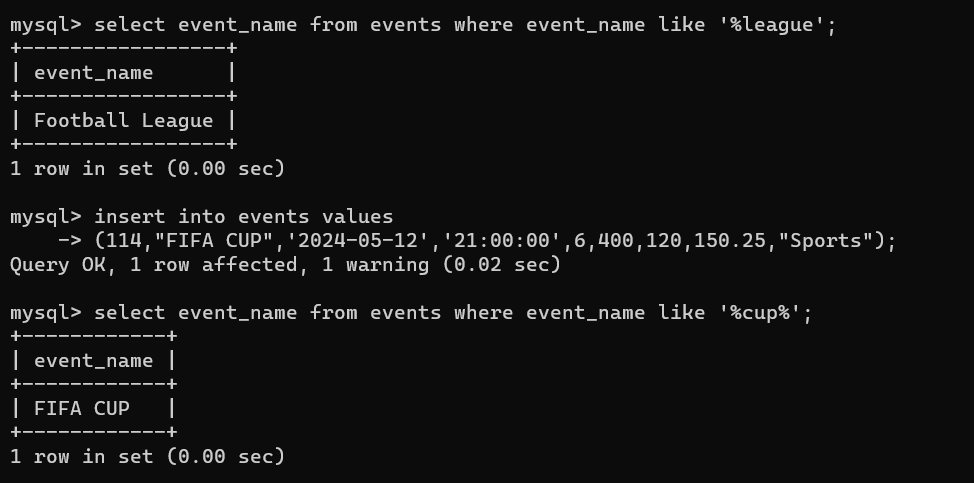 mysql> select event_name from events where event_name like '%league';
+-----------------+
| event_name      |
+-----------------+
| Football League |
+-----------------+
1 row in set (0.00 sec)

mysql> insert into events values
    -> (114,"FIFA CUP",'2024-05-12','21:00:00',6,400,120,150.25,"Sports");
Query OK, 1 row affected, 1 warning (0.02 sec)

mysql> select event_name from events where event_name like '%cup%';
+------------+
| event_name |
+------------+
| FIFA CUP   |
+------------+
1 row in set (0.00 sec)